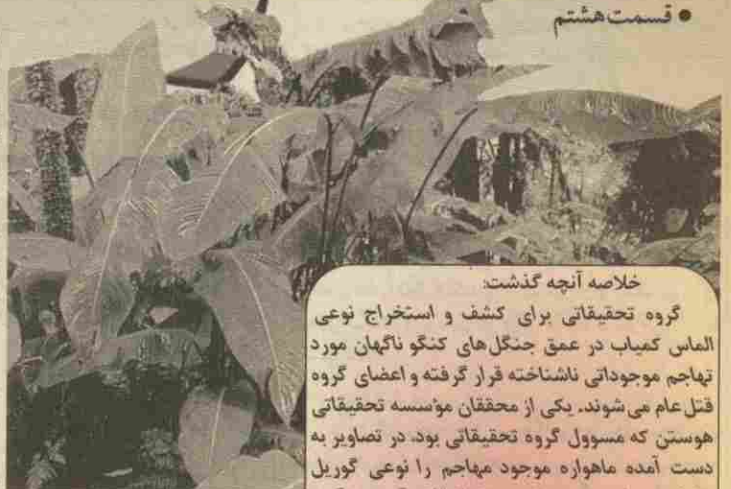 ● قسمت هشتم
خلاصه آنچه گذشت:
گروه تحقیقاتی برای کشف و استخراج نوعی
الماس کمیاب در عمق جنگل‌های کنگو ناگهان مورد
تهاجم موجوداتی ناشناخته قرار گرفته و اعضای گروه
قتل عام می شوند. یکی از محققان مؤسسه تحقیقاتی
هوستن که مسوول گروه تحقیقاتی بود، در تصاویر به
دست آمده ماهواره موجود مهاجم را نوعی گوریل